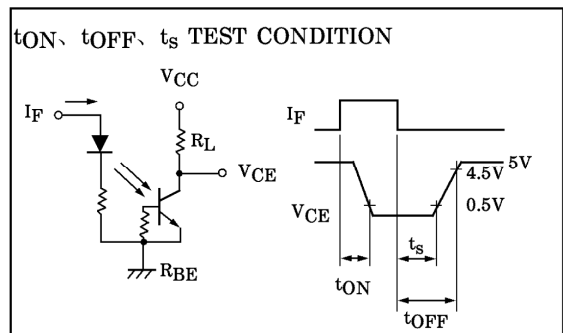 tON、tOFF、ts TEST CONDITION
VCC
IF
RL
VCE
RBE
IF
5V
4.5V
VCE
0.5V
ts
tON
tOFF